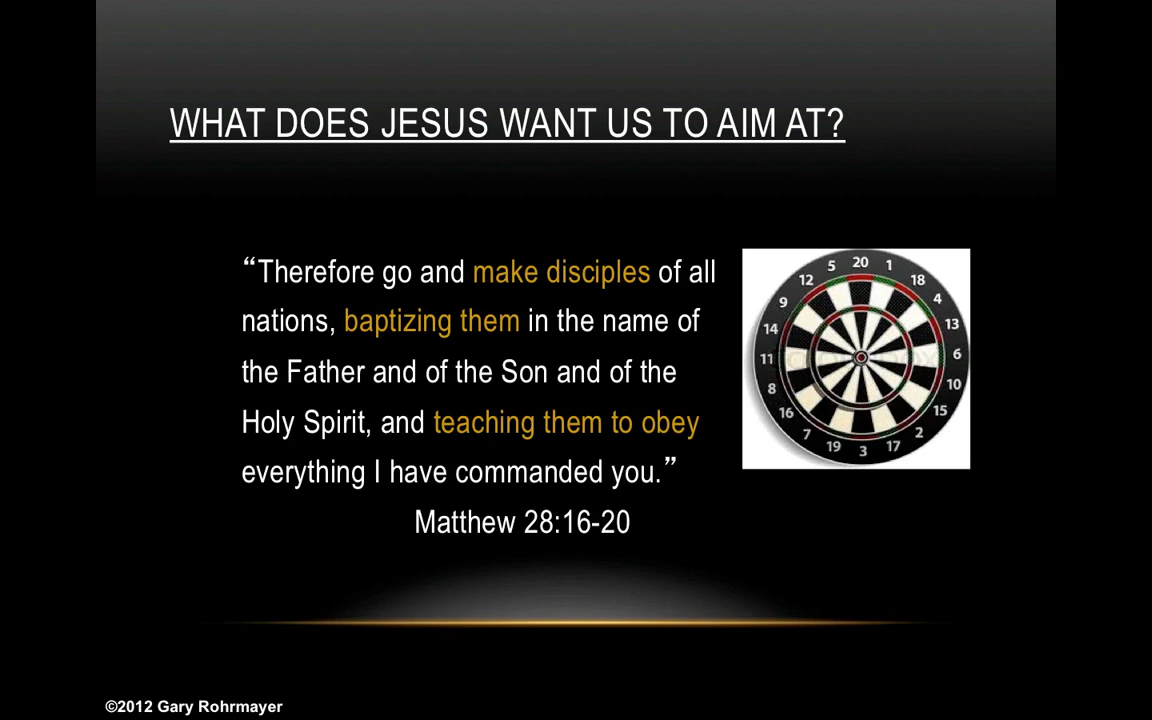 WHAT DOES JESUS WANT US TO AIM AT?
“Therefore go and make disciples of all
nations, baptizing them in the name of
the Father and of the Son and of the
Holy Spirit, and teaching them to obey
everything I have commanded you.”
Matthew 28:16-20
20
1
18
4
13
6
10
15
2
17
3
19
7
16
8
11
14
9
12
5
©2012 Gary Rohrmayer